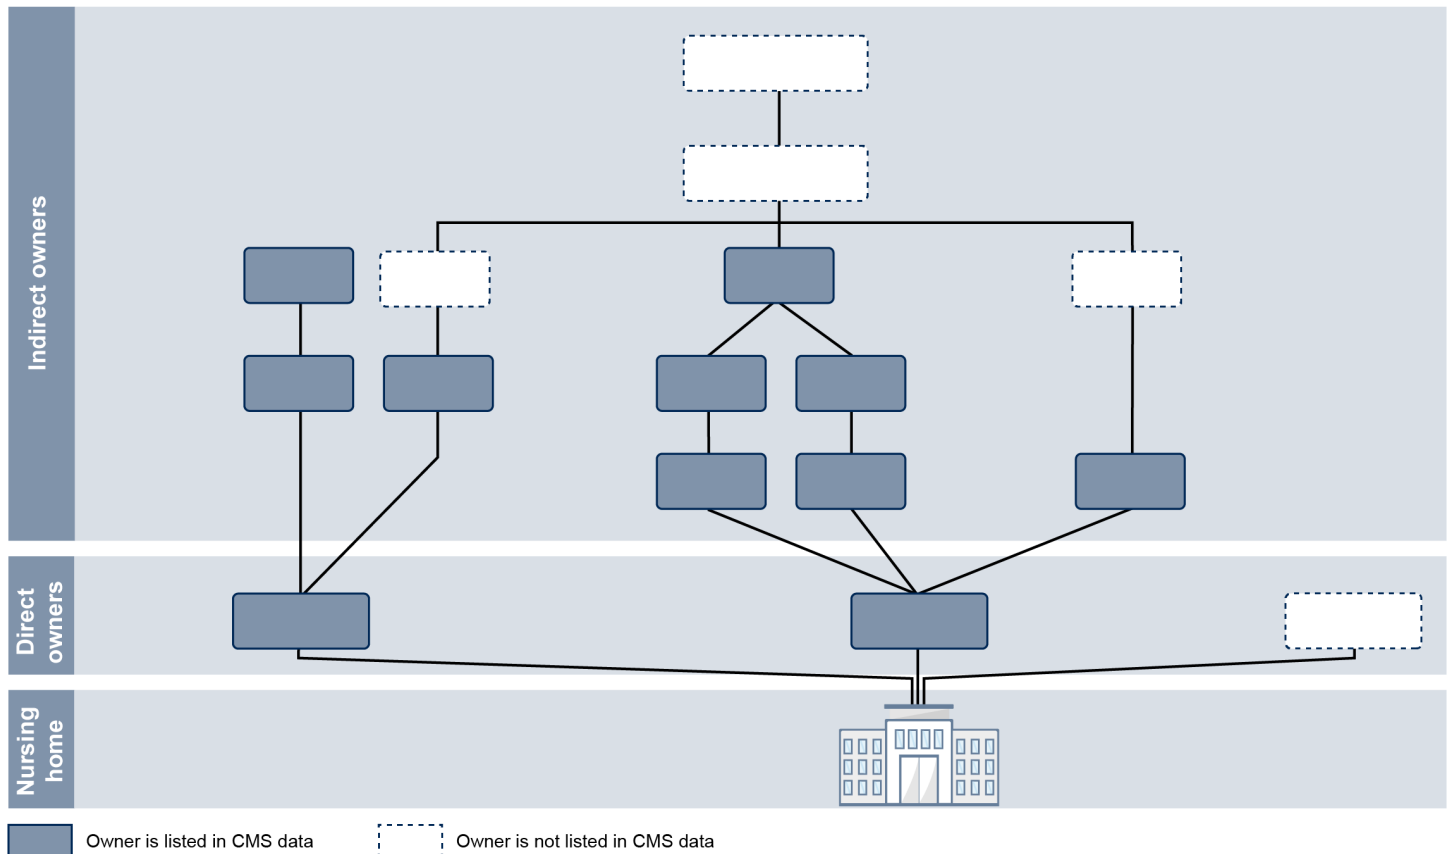 Indirect owners
Direct
owners
Nursing
home
Owner is listed in CMS data
Owner is not listed in CMS data